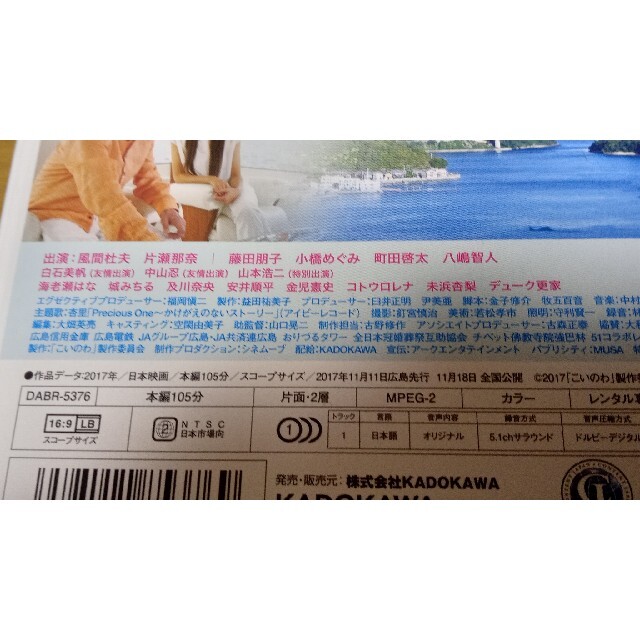 出演：風間杜夫 片瀬那奈 | 藤田朋子 小橋めぐみ 町田啓太 八嶋智人
白石美帆(友情出演) 中山忍(友情出演) 山本浩二(特別出演)
海老瀬はな 城みちる 及川奈央 安井順平 金児憲史 コトウロレナ 未浜杏梨 デューク更家
エグゼクティブプロデューサー：福岡慎二 製作：益田祐美子 プロデューサー：臼井正明 尹美亜 脚本：金子修介 牧五百音 音楽：中村
主題歌：杏里「Precious One〜かけがえのないストーリー」(アイビーレコード) 撮影：釘宮慎治 美術：若松孝市 照明：守利賢一
編集：大畑英亮 キャスティング：空閑由美子 助監督：山口晃二 制作担当：古野修作 アソシエイトプロデューサー：古森正泰 協賛：大
広島信用金庫 広島電鉄 JAグループ広島・JA共済連広島 おりづるタワー 全日本冠婚葬祭互助協会 チベット佛教寺院
製作：「こいのわ」製作委員会 制作プロダクション：シネムーブ 配給：KADOKAWA 宣伝：アークエンタテインメント パブリシティ：MUSA 特別
●作品データ：2017年／日本映画／本編105分／スコープサイズ／2017年11月11日広島先行 11月18日 全国公開 ©2017「こいのわ」製作
DABR-5376 本編105分 片面・2層 MPEG-2 カラー レンタル専
16:9 LB スコープサイズ 2 NTSC 日本市場向 トラック 言語 音声内容 録音方式 音声圧縮方式
1 日本語 オリジナル 5.1chサラウンド ドルビーデジタル
発売・販売元：株式会社KADOKAWA
KADOKAWA